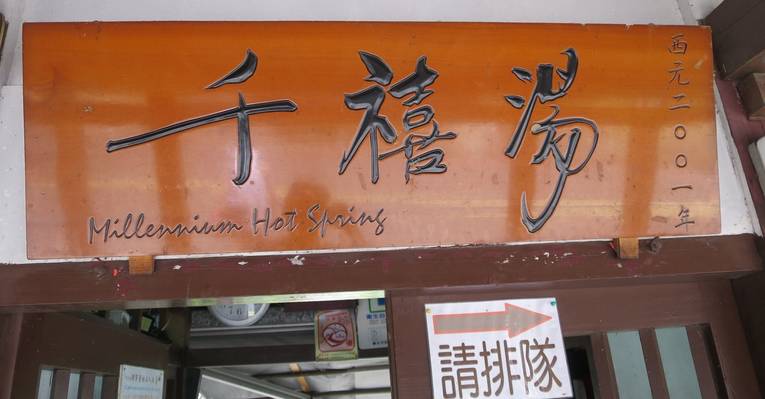 千禧湯
西元二〇〇一年
Millennium Hot Spring
請排隊